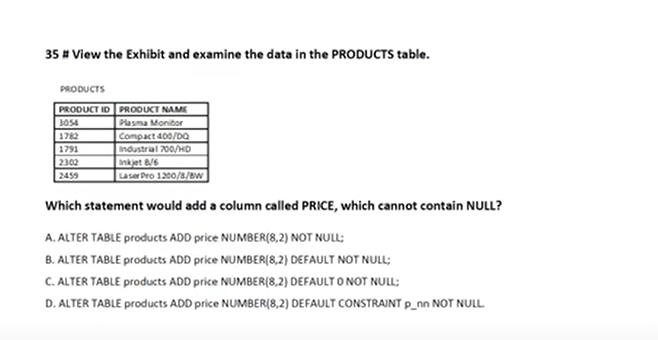 35 # View the Exhibit and examine the data in the PRODUCTS table.
PRODUCTS
PRODUCT ID PRODUCT NAME
3054 Plasma Monitor
1782 Compact 400/DQ
1791 Industrial 700/HD
2302 Inkjet B/6
2459 LaserPro 1200/8/BW
Which statement would add a column called PRICE, which cannot contain NULL?
A. ALTER TABLE products ADD price NUMBER(8,2) NOT NULL;
B. ALTER TABLE products ADD price NUMBER(8,2) DEFAULT NOT NULL;
C. ALTER TABLE products ADD price NUMBER(8,2) DEFAULT 0 NOT NULL;
D. ALTER TABLE products ADD price NUMBER(8,2) DEFAULT CONSTRAINT p_nn NOT NULL.